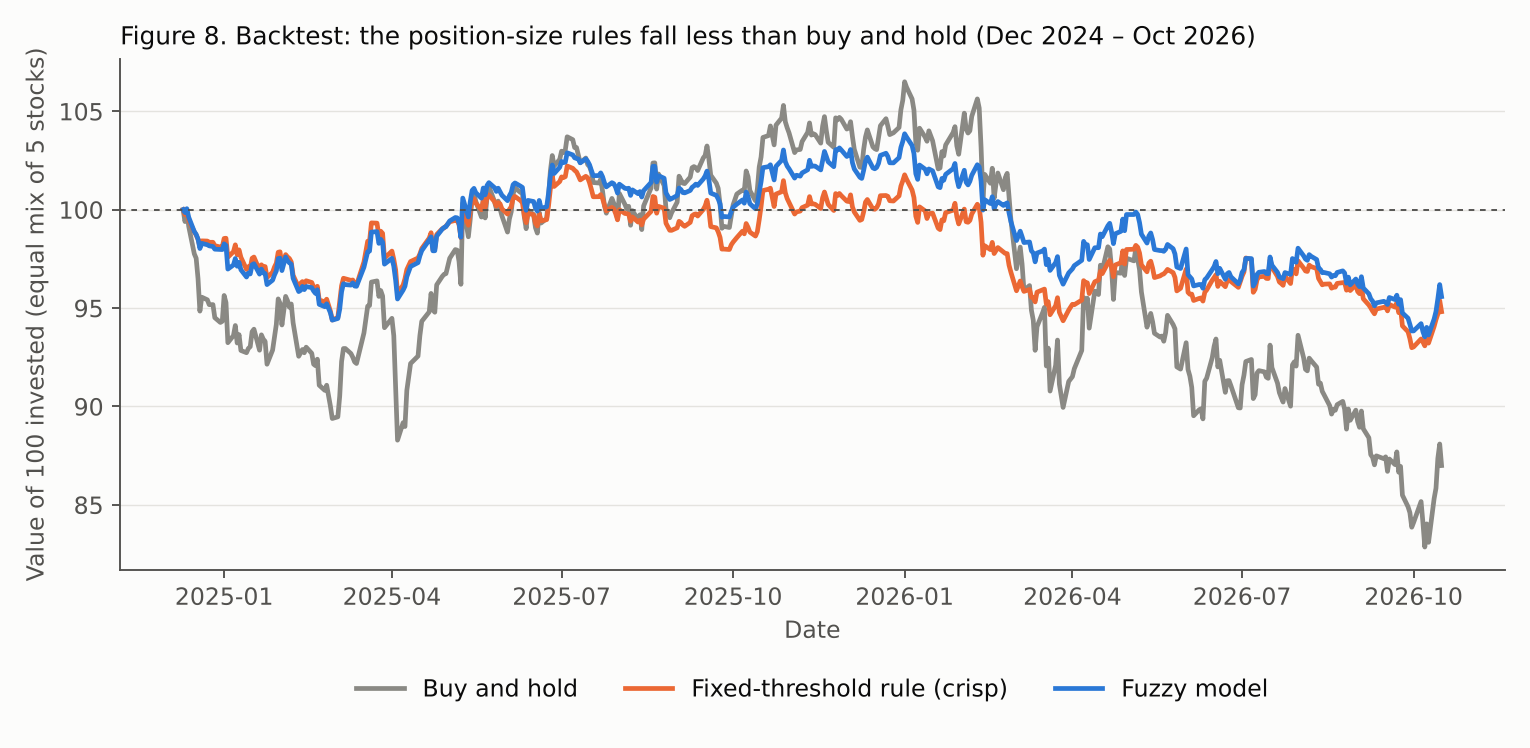 Figure 8. Backtest: the position-size rules fall less than buy and hold (Dec 2024 – Oct 2026)
Value of 100 invested (equal mix of 5 stocks)
105
100
95
90
85
2025-01 2025-04 2025-07 2025-10 2026-01 2026-04 2026-07 2026-10
Date
Buy and hold Fixed-threshold rule (crisp) Fuzzy model